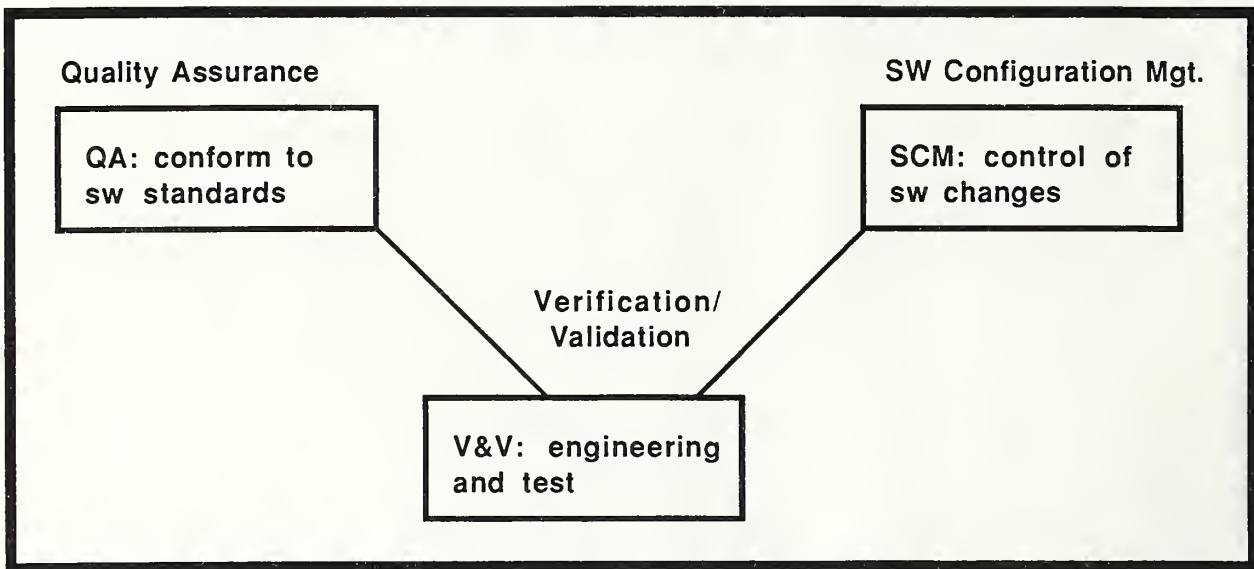 Quality Assurance
SW Configuration Mgt.
QA: conform to
sw standards
SCM: control of
sw changes
Verification/
Validation
V&V: engineering
and test